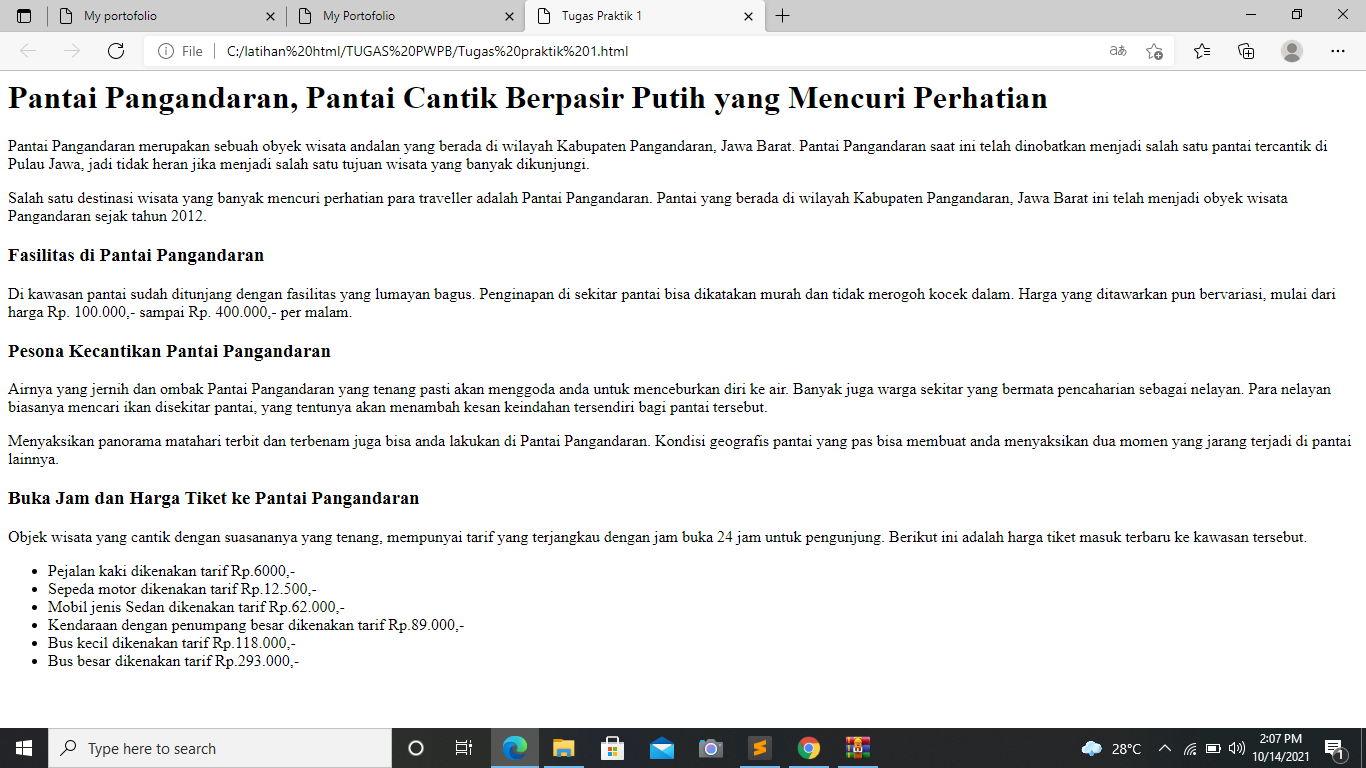 My portofolio
My Portofolio
Tugas Praktik 1
File
C:/latihan%20html/TUGAS%20PWPB/Tugas%20praktik%201.html
aあ
Pantai Pangandaran, Pantai Cantik Berpasir Putih yang Mencuri Perhatian
Pantai Pangandaran merupakan sebuah obyek wisata andalan yang berada di wilayah Kabupaten Pangandaran, Jawa Barat. Pantai Pangandaran saat ini telah dinobatkan menjadi salah satu pantai tercantik di
Pulau Jawa, jadi tidak heran jika menjadi salah satu tujuan wisata yang banyak dikunjungi.
Salah satu destinasi wisata yang banyak mencuri perhatian para traveller adalah Pantai Pangandaran. Pantai yang berada di wilayah Kabupaten Pangandaran, Jawa Barat ini telah menjadi obyek wisata
Pangandaran sejak tahun 2012.
Fasilitas di Pantai Pangandaran
Di kawasan pantai sudah ditunjang dengan fasilitas yang lumayan bagus. Penginapan di sekitar pantai bisa dikatakan murah dan tidak merogoh kocek dalam. Harga yang ditawarkan pun bervariasi, mulai dari
harga Rp. 100.000,- sampai Rp. 400.000,- per malam.
Pesona Kecantikan Pantai Pangandaran
Airnya yang jernih dan ombak Pantai Pangandaran yang tenang pasti akan menggoda anda untuk menceburkan diri ke air. Banyak juga warga sekitar yang bermata pencaharian sebagai nelayan. Para nelayan
biasanya mencari ikan disekitar pantai, yang tentunya akan menambah kesan keindahan tersendiri bagi pantai tersebut.
Menyaksikan panorama matahari terbit dan terbenam juga bisa anda lakukan di Pantai Pangandaran. Kondisi geografis pantai yang pas bisa membuat anda menyaksikan dua momen yang jarang terjadi di pantai
lainnya.
Buka Jam dan Harga Tiket ke Pantai Pangandaran
Objek wisata yang cantik dengan suasananya yang tenang, mempunyai tarif yang terjangkau dengan jam buka 24 jam untuk pengunjung. Berikut ini adalah harga tiket masuk terbaru ke kawasan tersebut.
• Pejalan kaki dikenakan tarif Rp.6000,-
• Sepeda motor dikenakan tarif Rp.12.500,-
• Mobil jenis Sedan dikenakan tarif Rp.62.000,-
• Kendaraan dengan penumpang besar dikenakan tarif Rp.89.000,-
• Bus kecil dikenakan tarif Rp.118.000,-
• Bus besar dikenakan tarif Rp.293.000,-
Type here to search
28°C
2:07 PM
10/14/2021
1